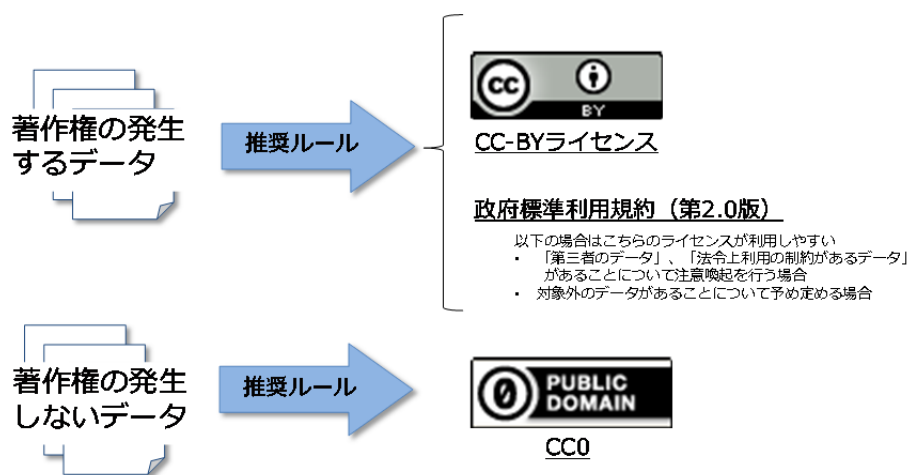 著作権の発生
するデータ
推奨ルール
CC
BY
CC-BYライセンス
政府標準利用規約（第2.0版）
以下の場合はこちらのライセンスが利用しやすい
・ 「第三者のデータ」、「法令上利用の制約があるデータ」
があることについて注意喚起を行う場合
・ 対象外のデータがあることについて予め定める場合
著作権の発生
しないデータ
推奨ルール
0
PUBLIC
DOMAIN
CC0